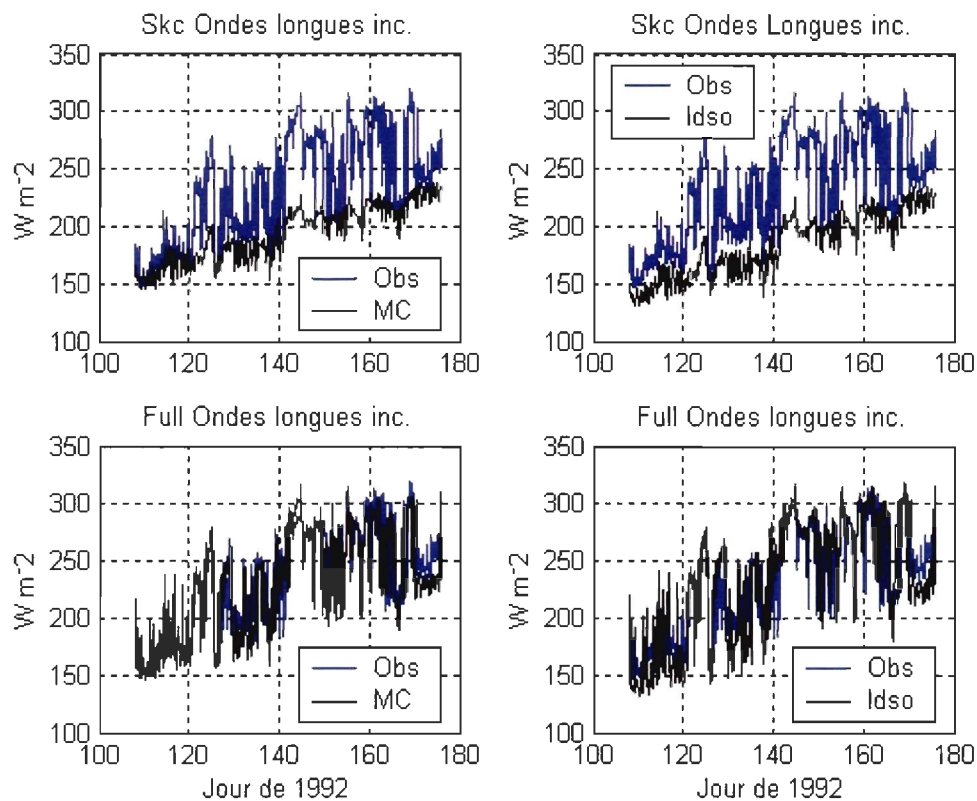 Skc Ondes longues inc.
350
300
250
200
150
100
W m-2
100 120 140 160 180
Obs
MC
Skc Ondes Longues inc.
350
300
250
200
150
100
W m-2
100 120 140 160 180
Obs
Idso
Full Ondes longues inc.
350
300
250
200
150
100
W m-2
100 120 140 160 180
Jour de 1992
Obs
MC
Full Ondes longues inc.
350
300
250
200
150
100
W m-2
100 120 140 160 180
Jour de 1992
Obs
Idso